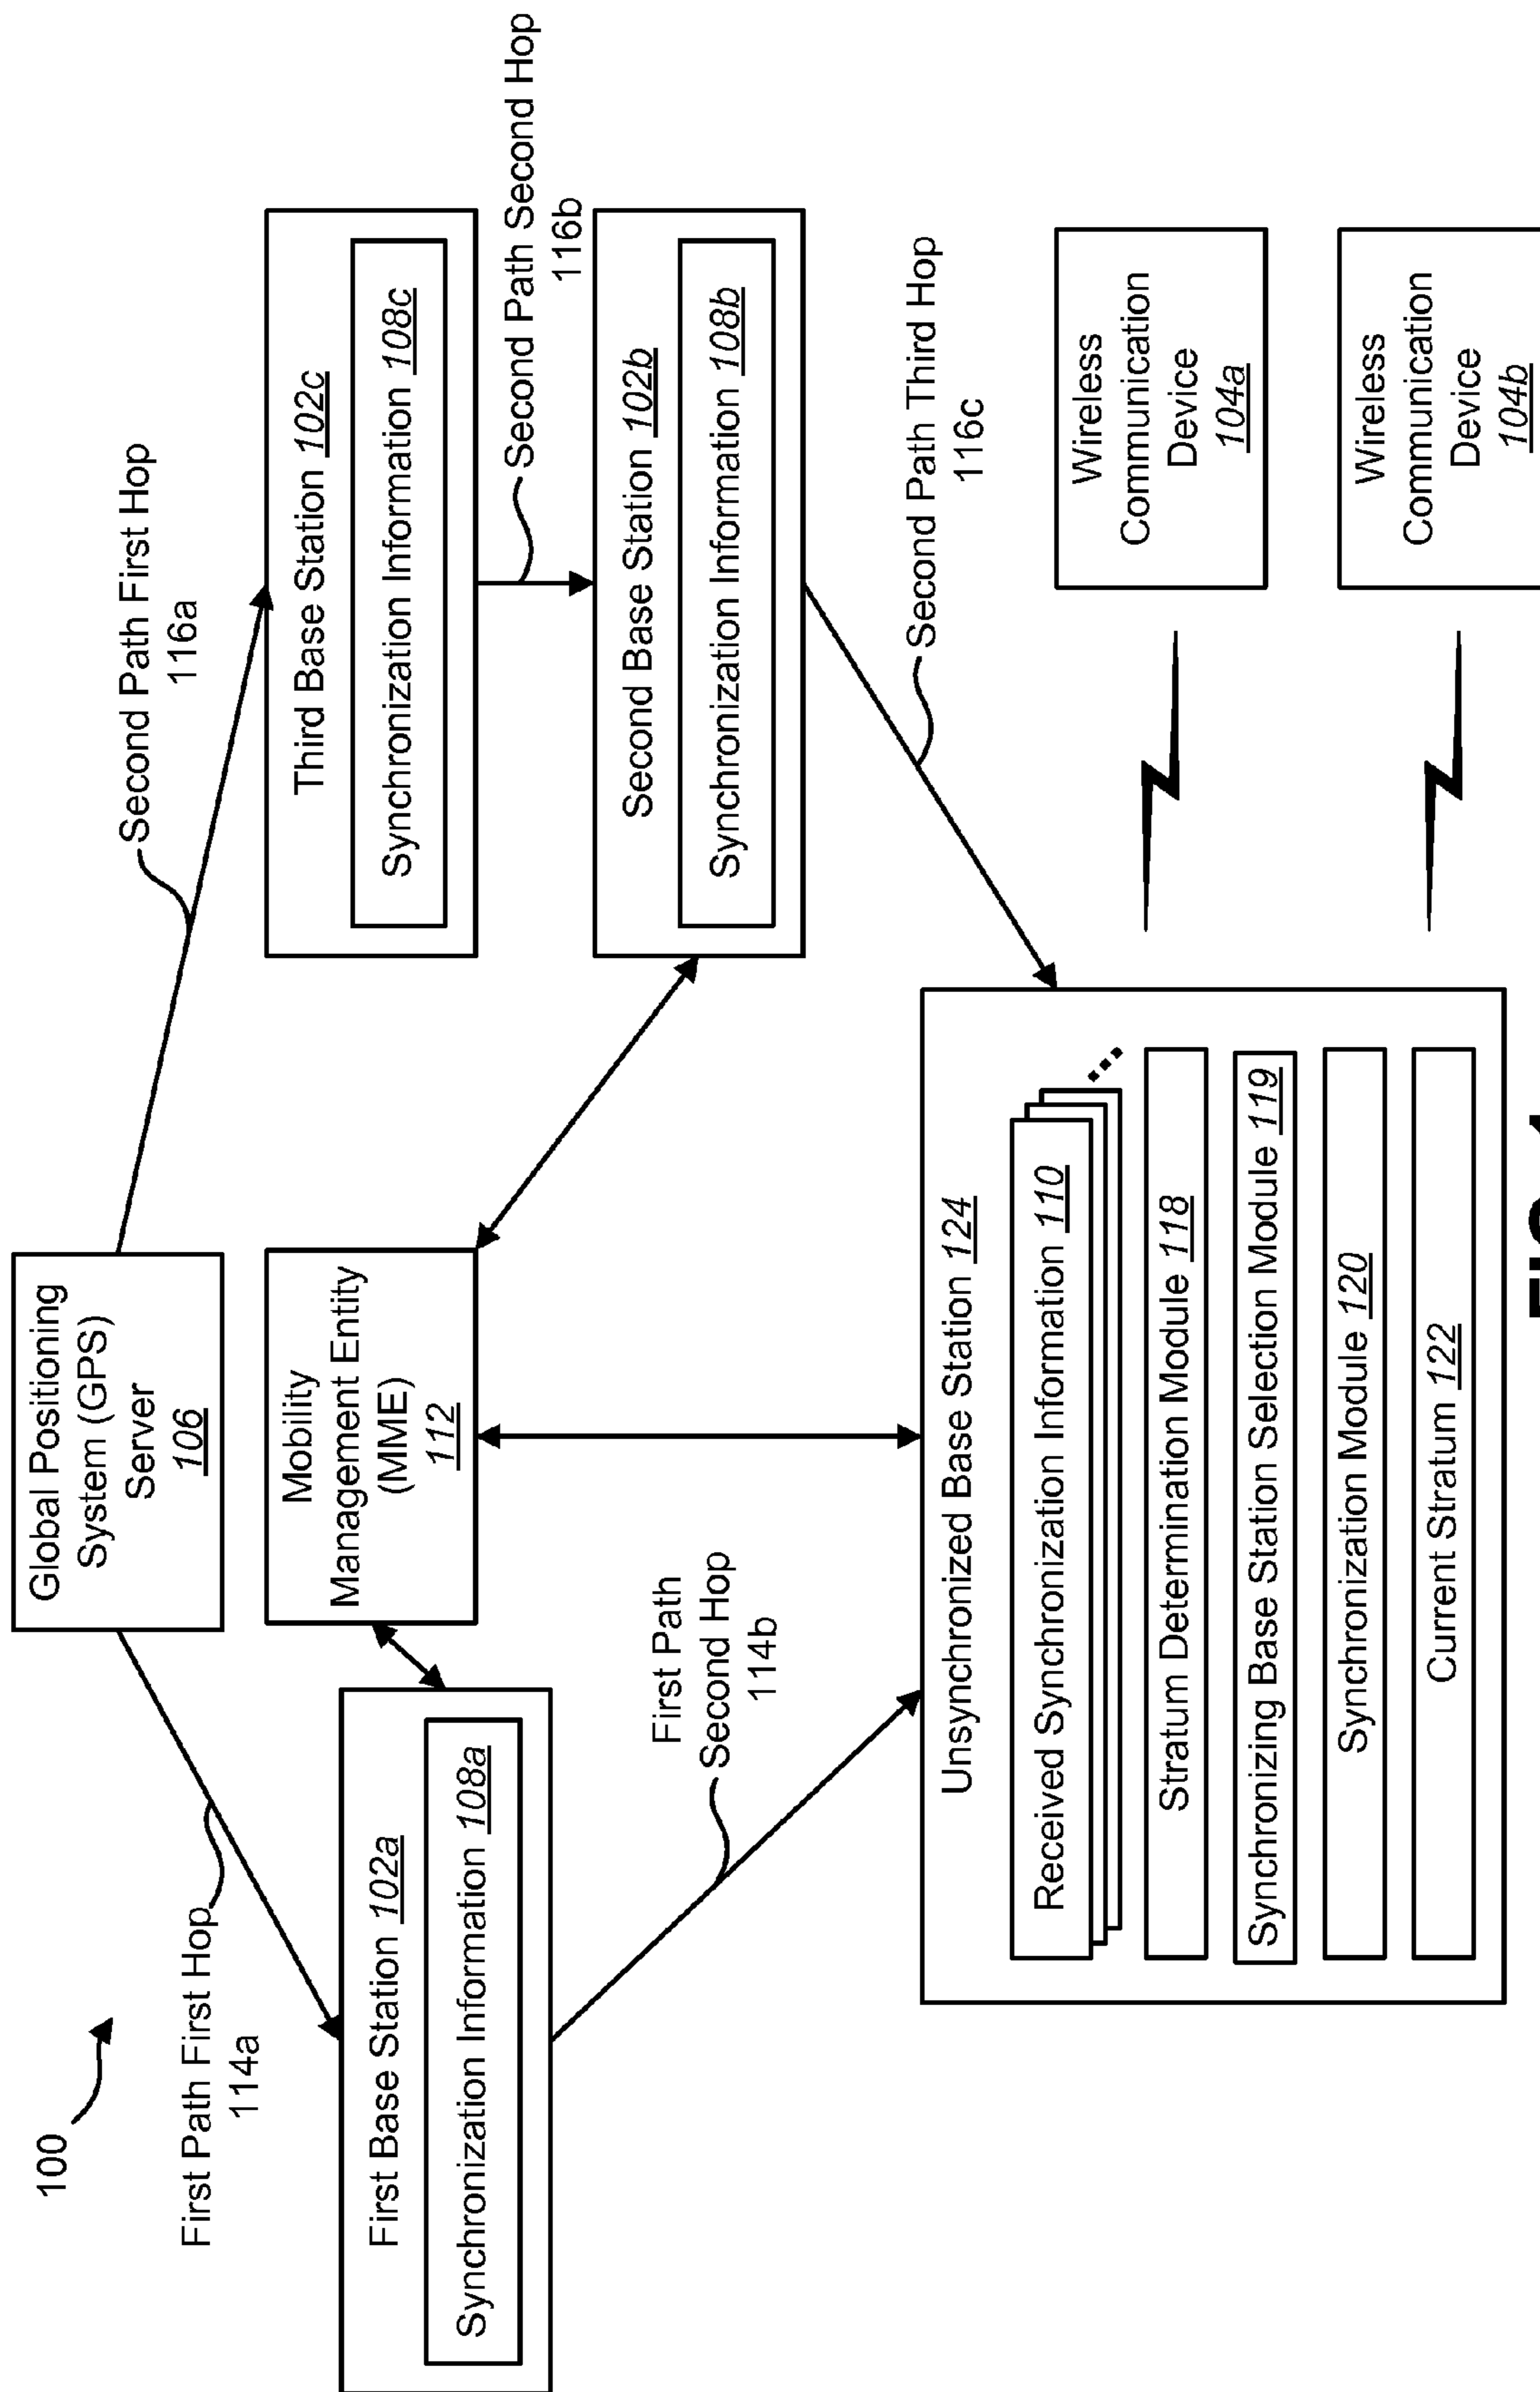 100
Global Positioning
System (GPS)
Server
106
First Path First Hop
114a
Second Path First Hop
116a
First Base Station 102a
Synchronization Information 108a
Mobility
Management Entity
(MME)
112
Third Base Station 102c
Synchronization Information 108c
Second Path Second Hop
116b
Second Base Station 102b
Synchronization Information 108b
First Path
Second Hop
114b
Second Path Third Hop
116c
Unsynchronized Base Station 124
Received Synchronization Information 110
Stratum Determination Module 118
Synchronizing Base Station Selection Module 119
Synchronization Module 120
Current Stratum 122
Wireless
Communication
Device
104a
Wireless
Communication
Device
104b